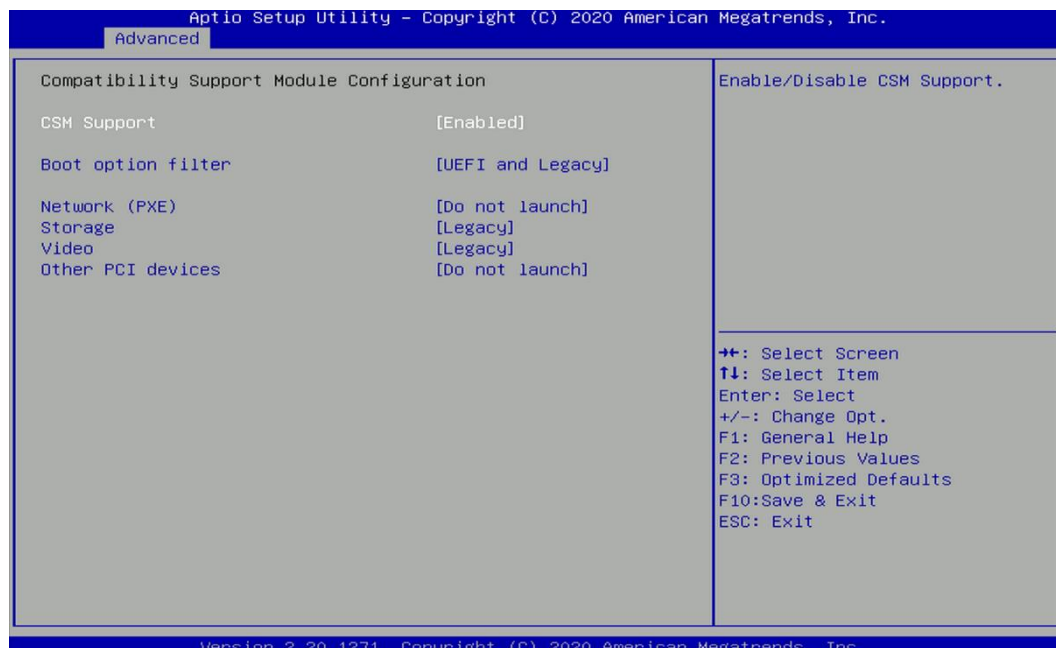 Aptio Setup Utility – Copyright (C) 2020 American Megatrends, Inc.
Advanced
Compatibility Support Module Configuration
CSM Support [Enabled]
Boot option filter [UEFI and Legacy]
Network (PXE) [Do not launch]
Storage [Legacy]
Video [Legacy]
Other PCI devices [Do not launch]
Enable/Disable CSM Support.
→←: Select Screen
↑↓: Select Item
Enter: Select
+/-: Change Opt.
F1: General Help
F2: Previous Values
F3: Optimized Defaults
F10:Save & Exit
ESC: Exit
Version 2.20.1271. Copyright (C) 2020 American Megatrends, Inc.